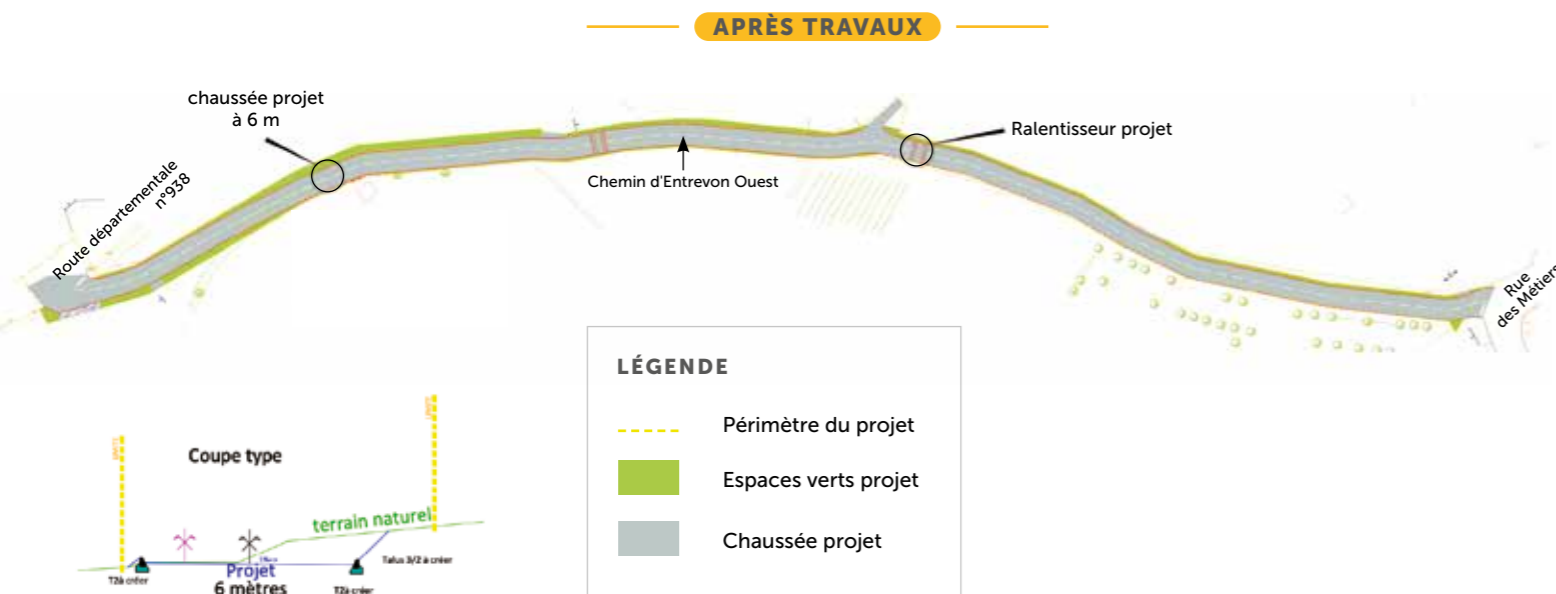 APRÈS TRAVAUX
chaussée projet
à 6 m
Ralentisseur projet
Chemin d'Entrevon Ouest
Route départementale
n°938
Rue
des Métiers
LÉGENDE
Périmètre du projet
Espaces verts projet
Chaussée projet
Coupe type
terrain naturel
Talus 3/2 à créer
Projet
6 mètres
T2à créer
T2à créer